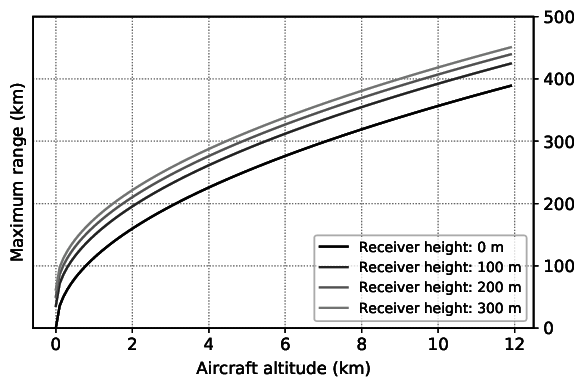 500
400
300
200
100
0
Maximum range (km)
Receiver height: 0 m
Receiver height: 100 m
Receiver height: 200 m
Receiver height: 300 m
0 2 4 6 8 10 12
Aircraft altitude (km)